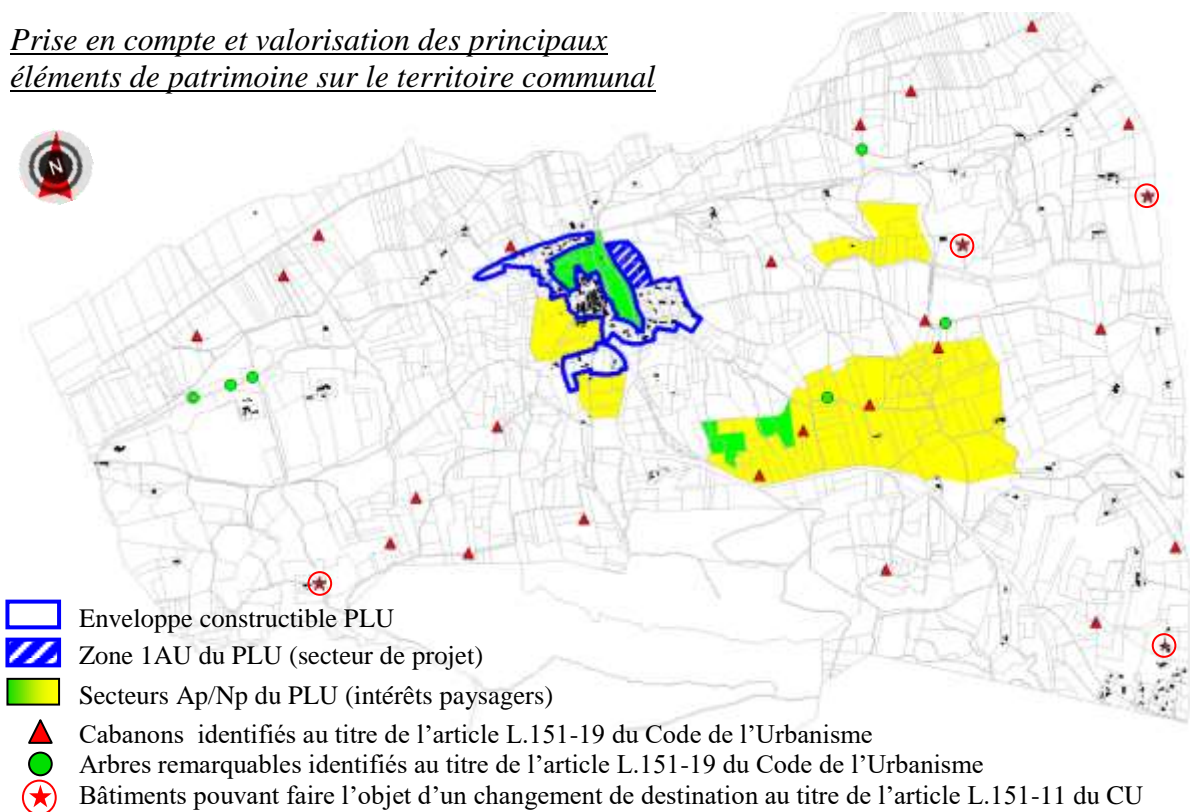 Prise en compte et valorisation des principaux
éléments de patrimoine sur le territoire communal
N
Enveloppe constructible PLU
Zone 1AU du PLU (secteur de projet)
Secteurs Ap/Np du PLU (intérêts paysagers)
Cabanons identifiés au titre de l’article L.151-19 du Code de l’Urbanisme
Arbres remarquables identifiés au titre de l’article L.151-19 du Code de l’Urbanisme
Bâtiments pouvant faire l’objet d’un changement de destination au titre de l’article L.151-11 du CU